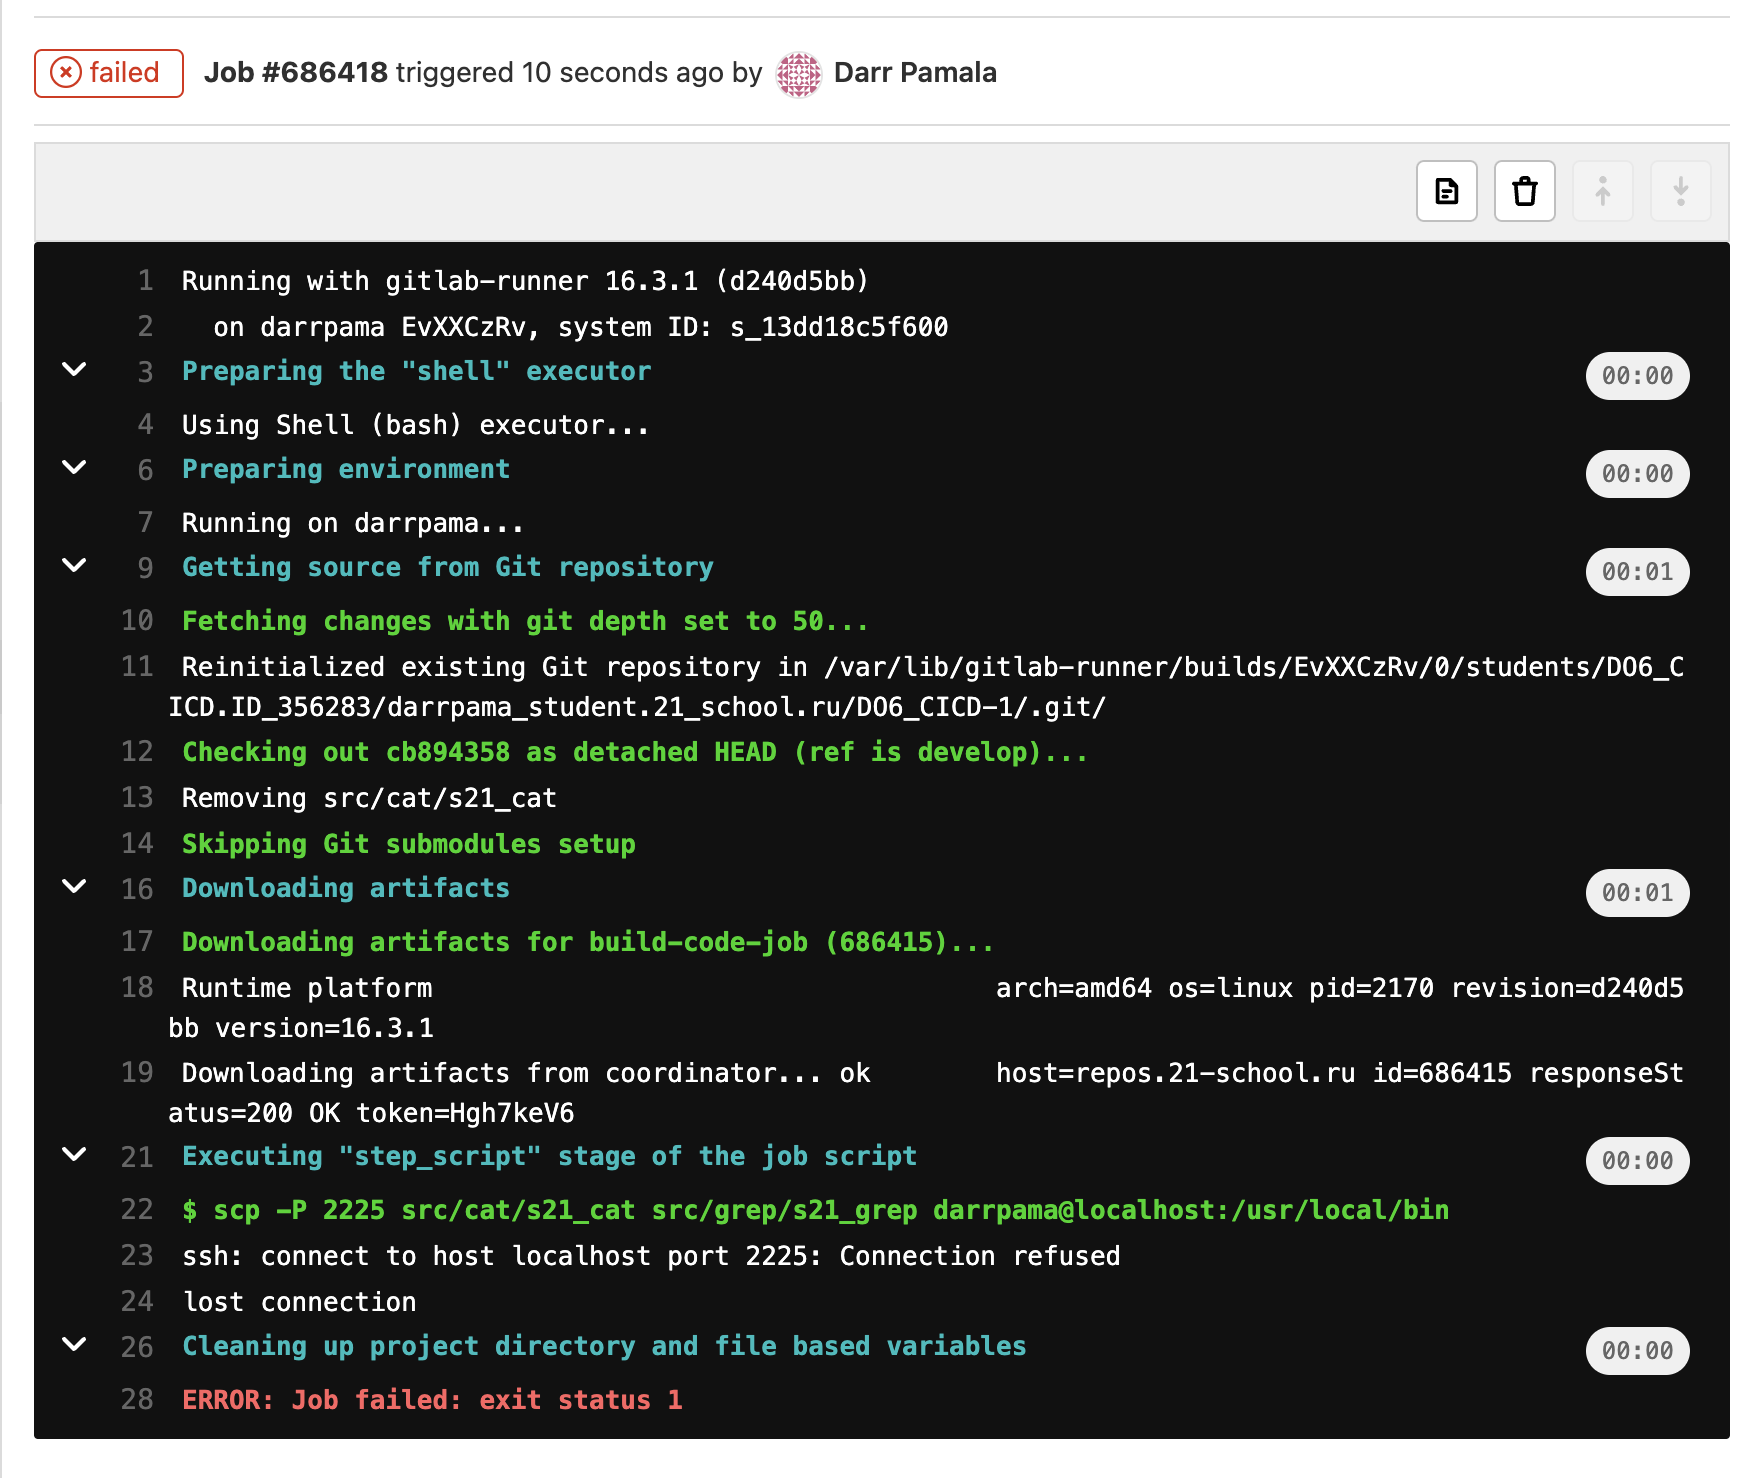 failed Job #686418 triggered 10 seconds ago by Darr Pamala
1 Running with gitlab-runner 16.3.1 (d240d5bb)
2 on darrpama EvXXCzRv, system ID: s_13dd18c5f600
3 Preparing the "shell" executor 00:00
4 Using Shell (bash) executor...
6 Preparing environment 00:00
7 Running on darrpama...
9 Getting source from Git repository 00:01
10 Fetching changes with git depth set to 50...
11 Reinitialized existing Git repository in /var/lib/gitlab-runner/builds/EvXXCzRv/0/students/DO6_C
ICD.ID_356283/darrpama_student.21_school.ru/DO6_CICD-1/.git/
12 Checking out cb894358 as detached HEAD (ref is develop)...
13 Removing src/cat/s21_cat
14 Skipping Git submodules setup
16 Downloading artifacts 00:01
17 Downloading artifacts for build-code-job (686415)...
18 Runtime platform arch=amd64 os=linux pid=2170 revision=d240d5
bb version=16.3.1
19 Downloading artifacts from coordinator... ok host=repos.21-school.ru id=686415 responseSt
atus=200 OK token=Hgh7keV6
21 Executing "step_script" stage of the job script 00:00
22 $ scp -P 2225 src/cat/s21_cat src/grep/s21_grep darrpama@localhost:/usr/local/bin
23 ssh: connect to host localhost port 2225: Connection refused
24 lost connection
26 Cleaning up project directory and file based variables 00:00
28 ERROR: Job failed: exit status 1